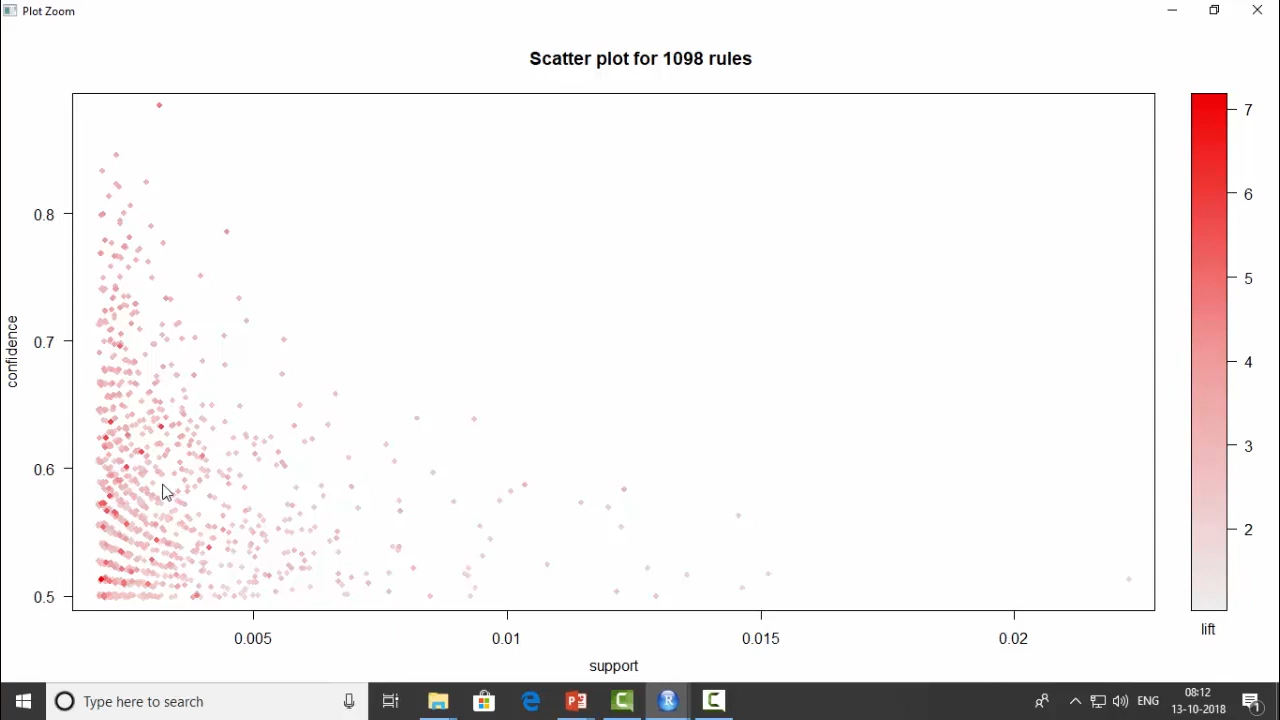 Plot Zoom
Scatter plot for 1098 rules
confidence
0.8
0.7
0.6
0.5
0.005
0.01
0.015
0.02
support
7
6
5
4
3
2
lift
Type here to search
ENG
08:12
13-10-2018
1